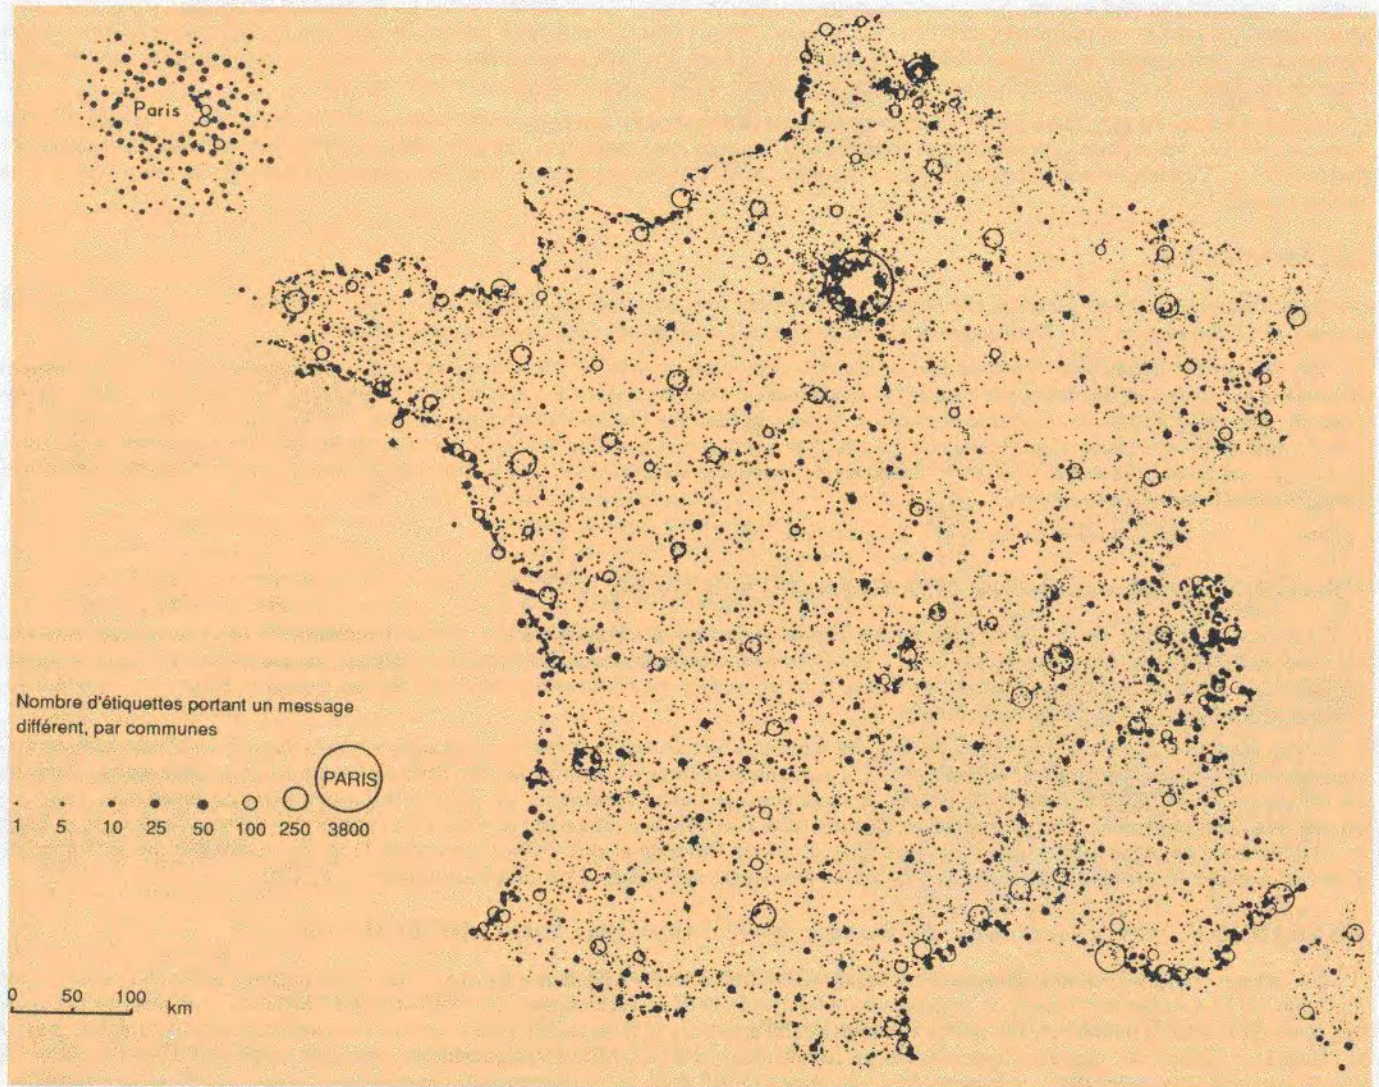 Paris
Nombre d'étiquettes portant un message
différent, par communes
PARIS
1 5 10 25 50 100 250 3800
0 50 100
km